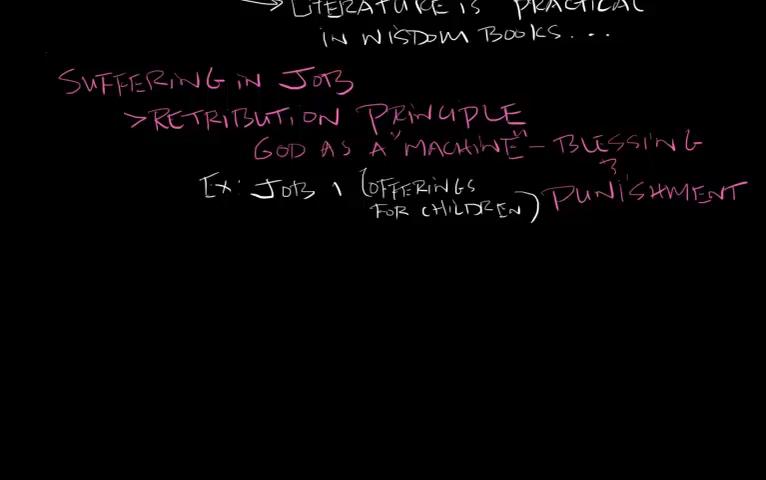 → LITERATURE IS PRACTICAL
IN WISDOM BOOKS...
SUFFERING IN JOB
> RETRIBUTION PRINCIPLE
GOD AS A "MACHINE" - BLESSING
&
PUNISHMENT
EX: JOB 1 (OFFERINGS
FOR CHILDREN)